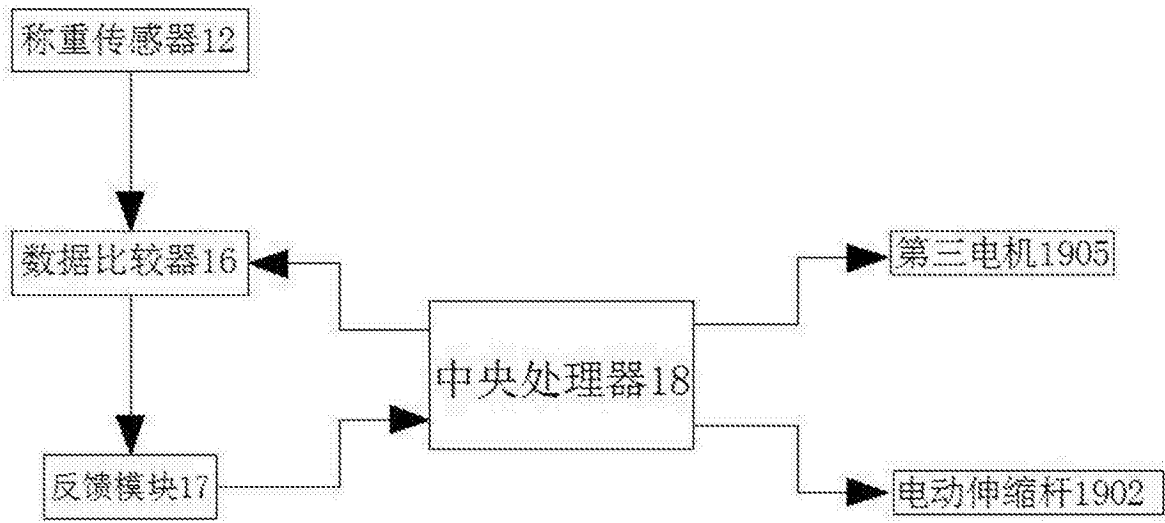 称重传感器12
数据比较器16
第三电机1905
中央处理器18
反馈模块17
电动伸缩杆1902